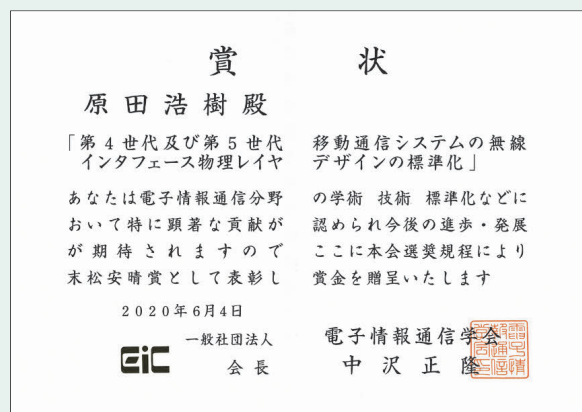 賞状
原田浩樹殿
「第4世代及び第5世代移動通信システムの無線
インタフェース物理レイヤデザインの標準化」
あなたは電子情報通信分野の学術 技術 標準化などに
おいて特に顕著な貢献が認められ今後の進歩・発展
が期待されますのでここに本会選奨規程により
末松安晴賞として表彰し賞金を贈呈いたします
2020年6月4日
EiC
一般社団法人電子情報通信学会
会長中沢正隆